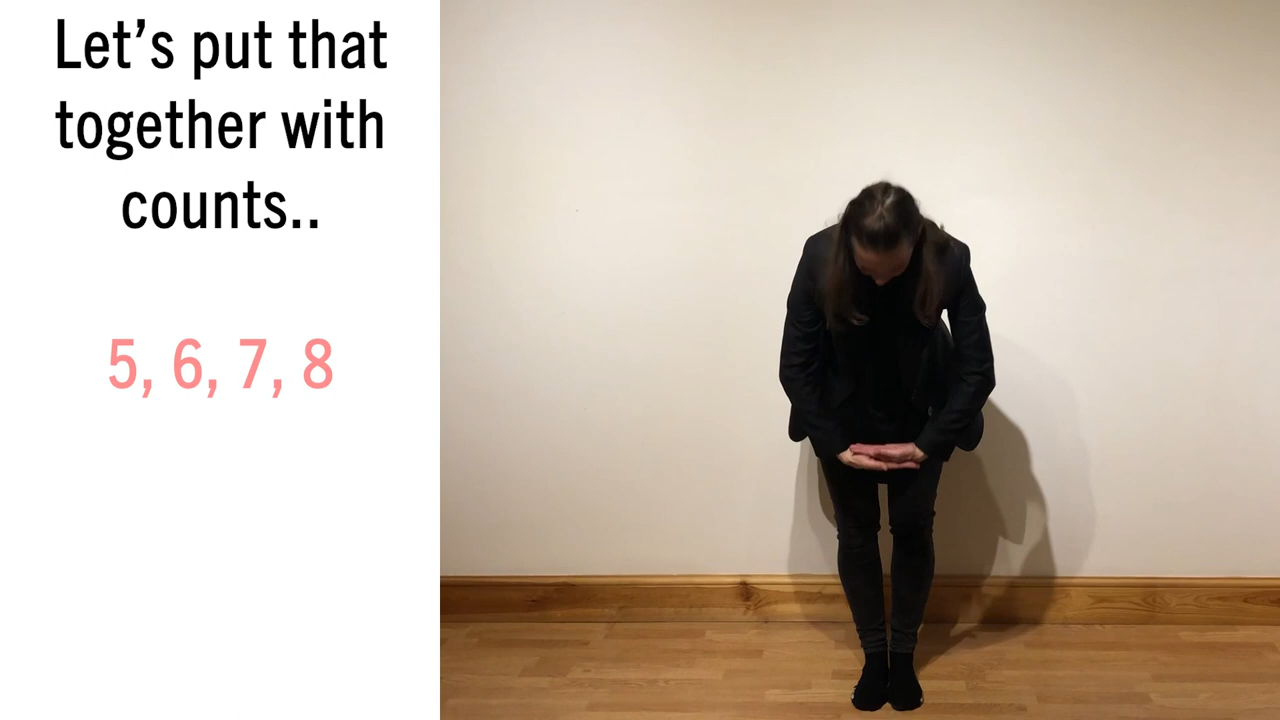 Let's put that
together with
counts..
5, 6, 7, 8